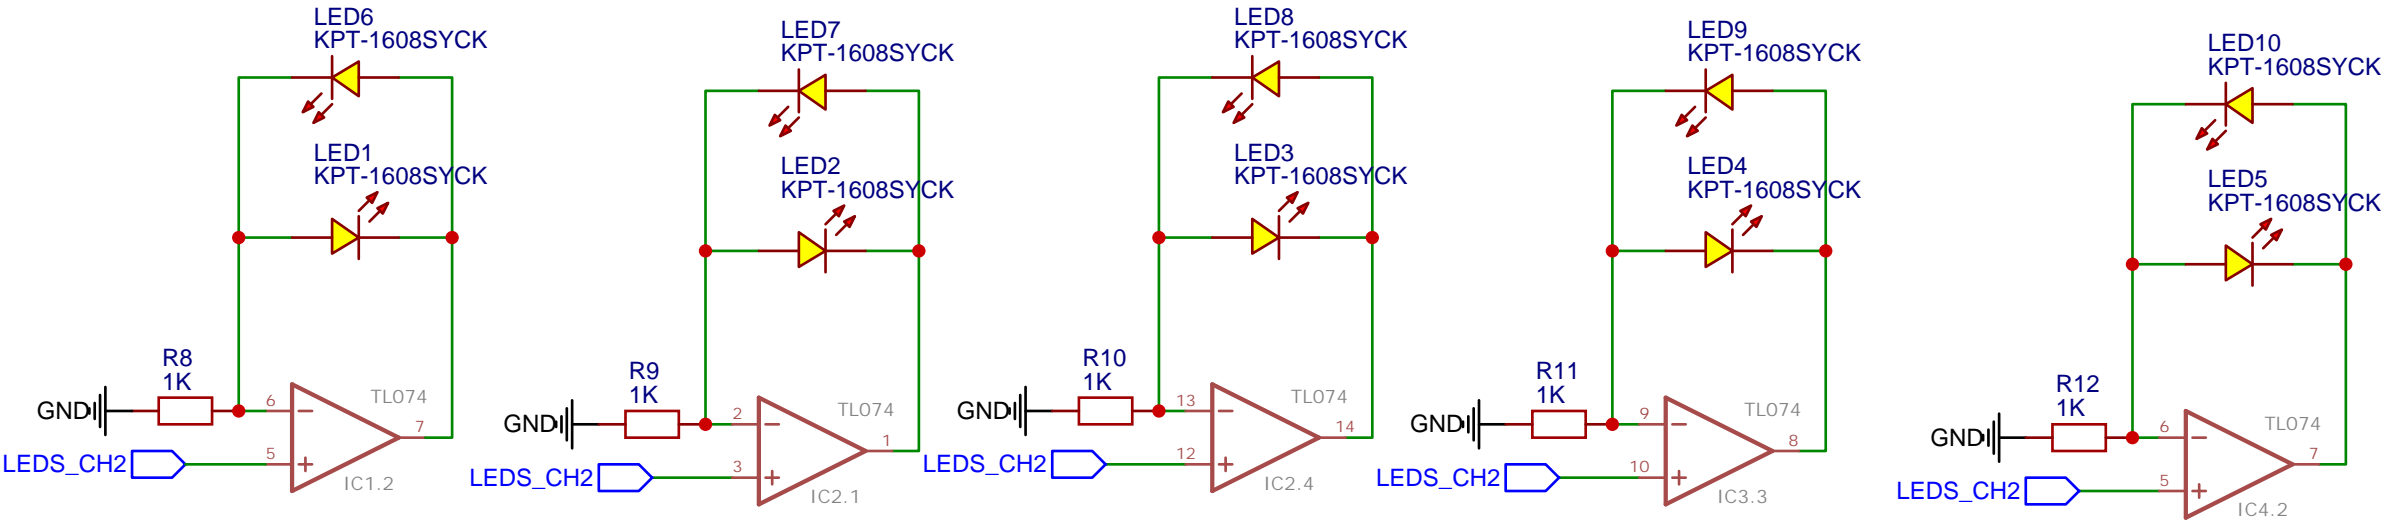 LED6
KPT-1608SYCK
LED1
KPT-1608SYCK
R8
1K
GND
LEDS_CH2
6
5
7
TL074
IC1.2
LED7
KPT-1608SYCK
LED2
KPT-1608SYCK
R9
1K
GND
LEDS_CH2
2
3
1
TL074
IC2.1
LED8
KPT-1608SYCK
LED3
KPT-1608SYCK
R10
1K
GND
LEDS_CH2
13
12
14
TL074
IC2.4
LED9
KPT-1608SYCK
LED4
KPT-1608SYCK
R11
1K
GND
LEDS_CH2
9
10
8
TL074
IC3.3
LED10
KPT-1608SYCK
LED5
KPT-1608SYCK
R12
1K
GND
LEDS_CH2
6
5
7
TL074
IC4.2